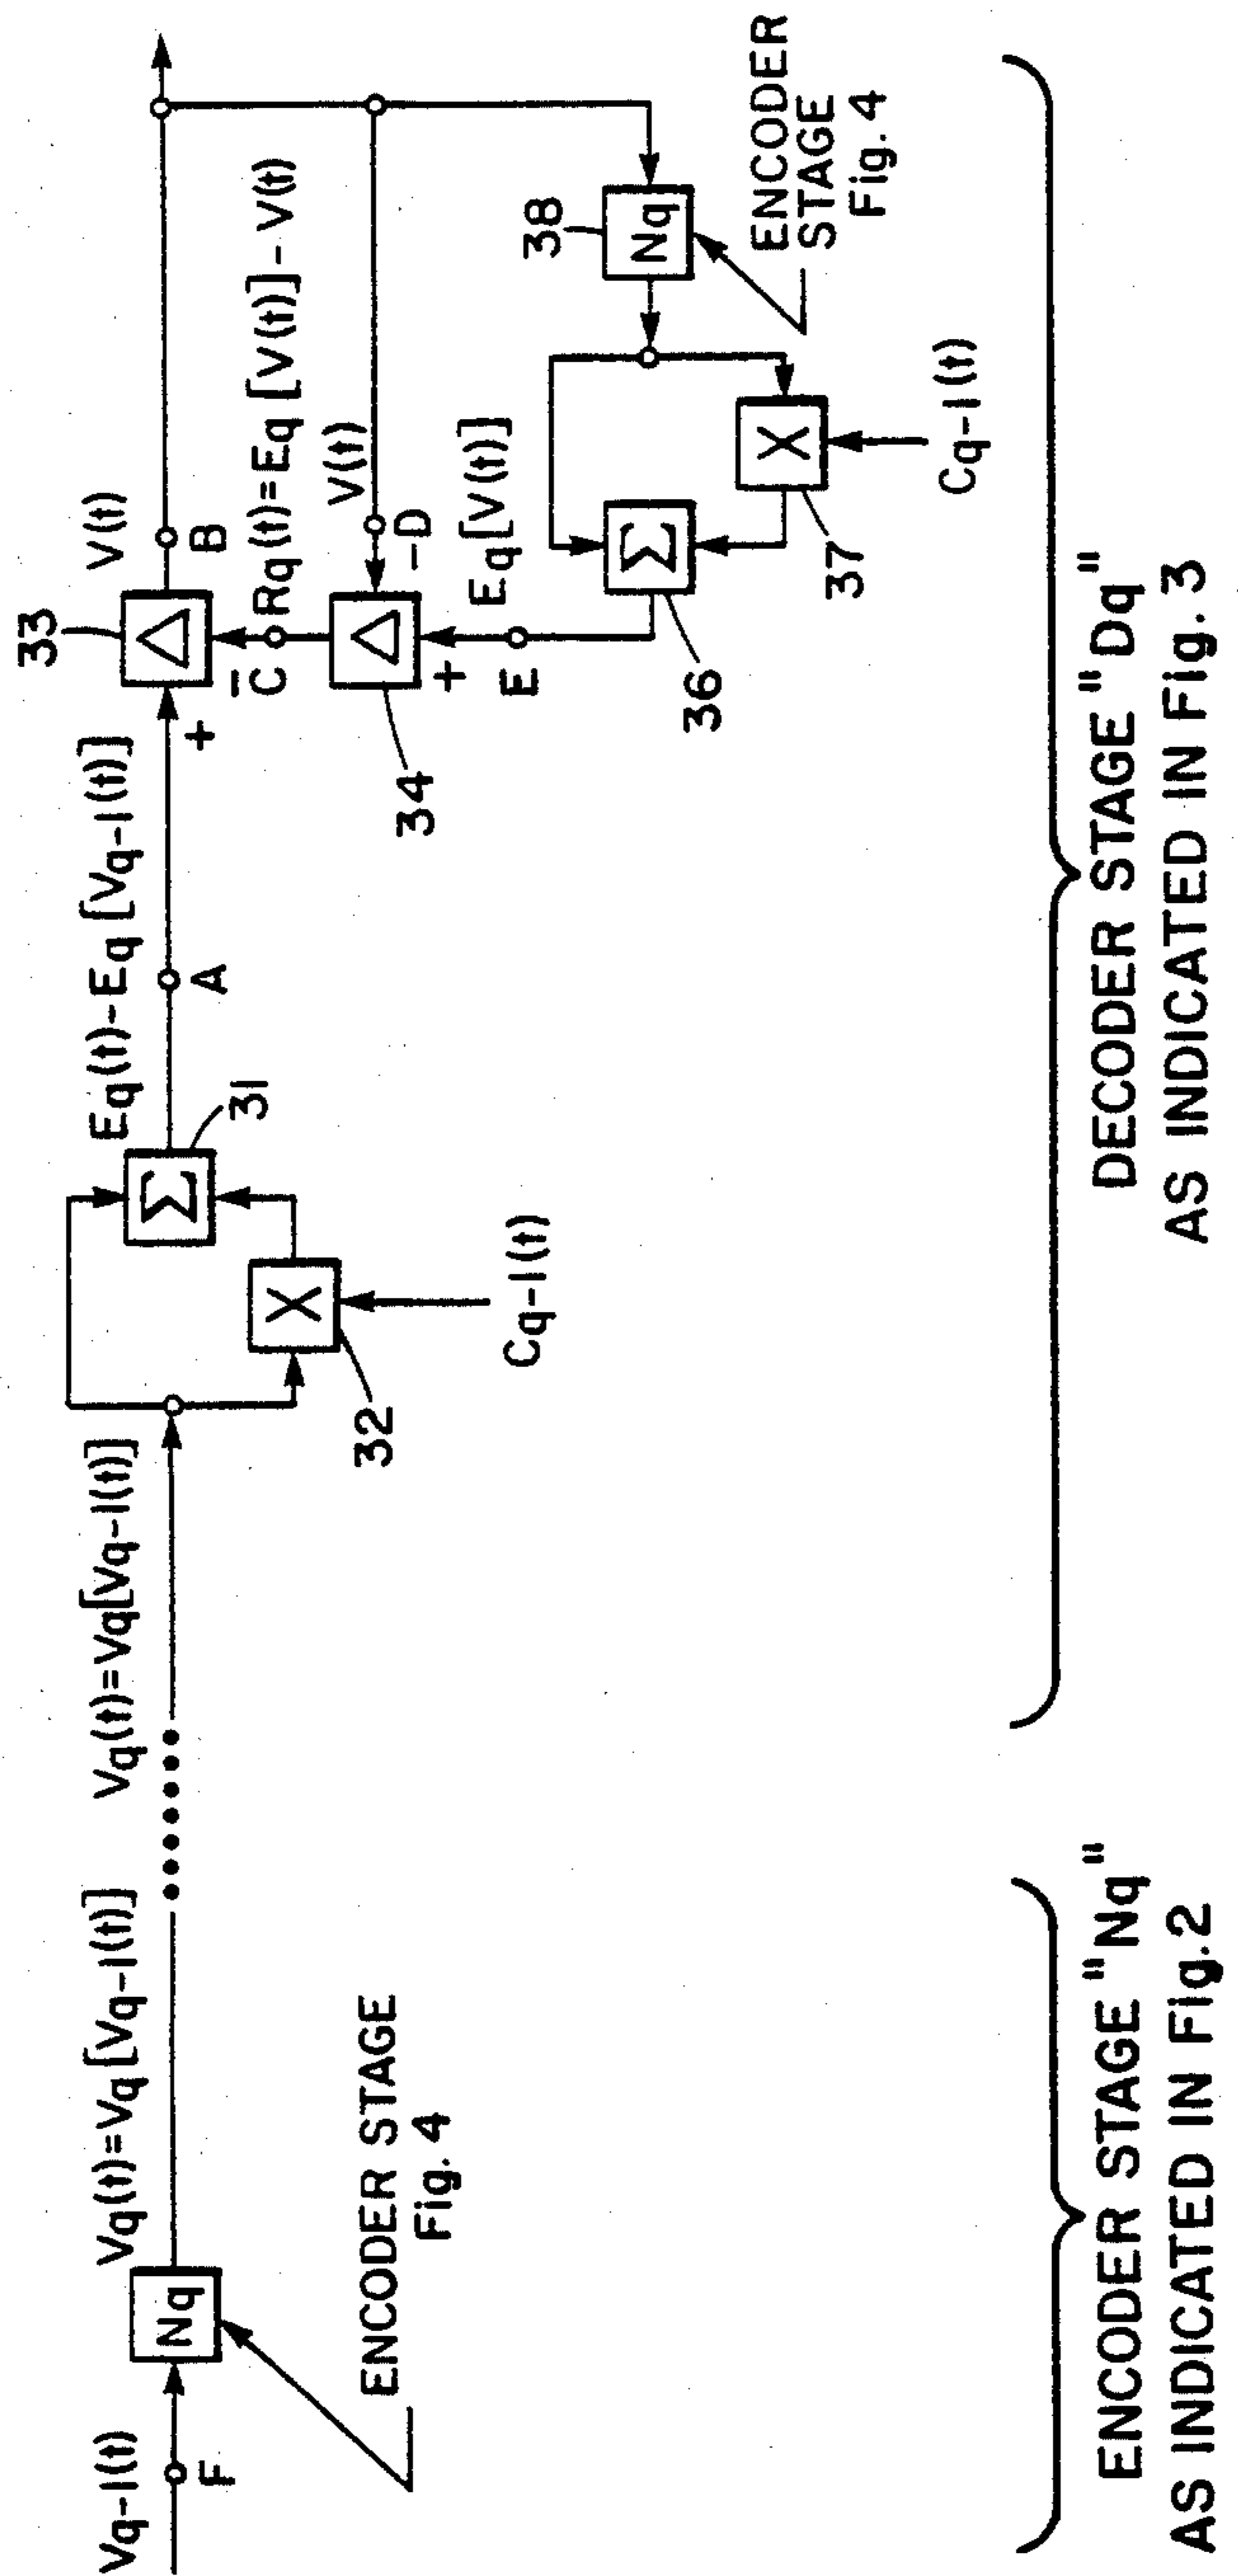 Vq-1(t)
F
Nq
ENCODER STAGE
Fig. 4
Vq(t)=Vq[Vq-1(t)]
Vq(t)=Vq[Vq-1(t)]
31
Σ
32
X
Cq-1(t)
Eq(t)-Eq[Vq-1(t)]
A
+
33
Δ
V(t)
B
-
C
Rq(t)=Eq[V(t)]-V(t)
34
Δ
V(t)
-D
+
E
Eq[V(t)]
36
Σ
37
X
Cq-1(t)
38
Nq
ENCODER
STAGE
Fig. 4
ENCODER STAGE "Nq"
AS INDICATED IN Fig.2
DECODER STAGE "Dq"
AS INDICATED IN Fig. 3